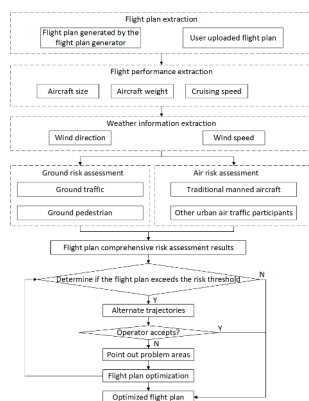 Flight plan extraction
Flight plan generated by the
flight plan generator
User uploaded flight plan
Flight performance extraction
Aircraft size
Aircraft weight
Cruising speed
Weather information extraction
Wind direction
Wind speed
Ground risk assessment
Ground traffic
Ground pedestrian
Air risk assessment
Traditional manned aircraft
Other urban air traffic participants
Flight plan comprehensive risk assessment results
Determine if the flight plan exceeds the risk threshold
N
Y
Alternate trajectories
Operator accepts?
Y
N
Point out problem areas
Flight plan optimization
Optimized flight plan